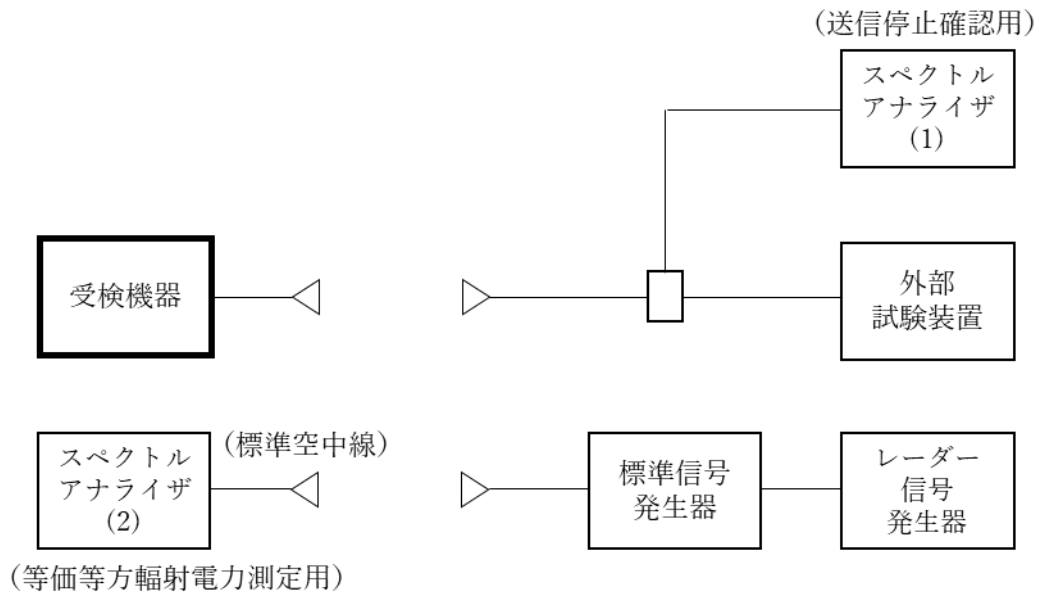 （送信停止確認用）
スペクトル
アナライザ
(1)
受検機器
外部
試験装置
スペクトル
アナライザ
(2)
（標準空中線）
標準信号
発生器
レーダー
信号
発生器
（等価等方輻射電力測定用）